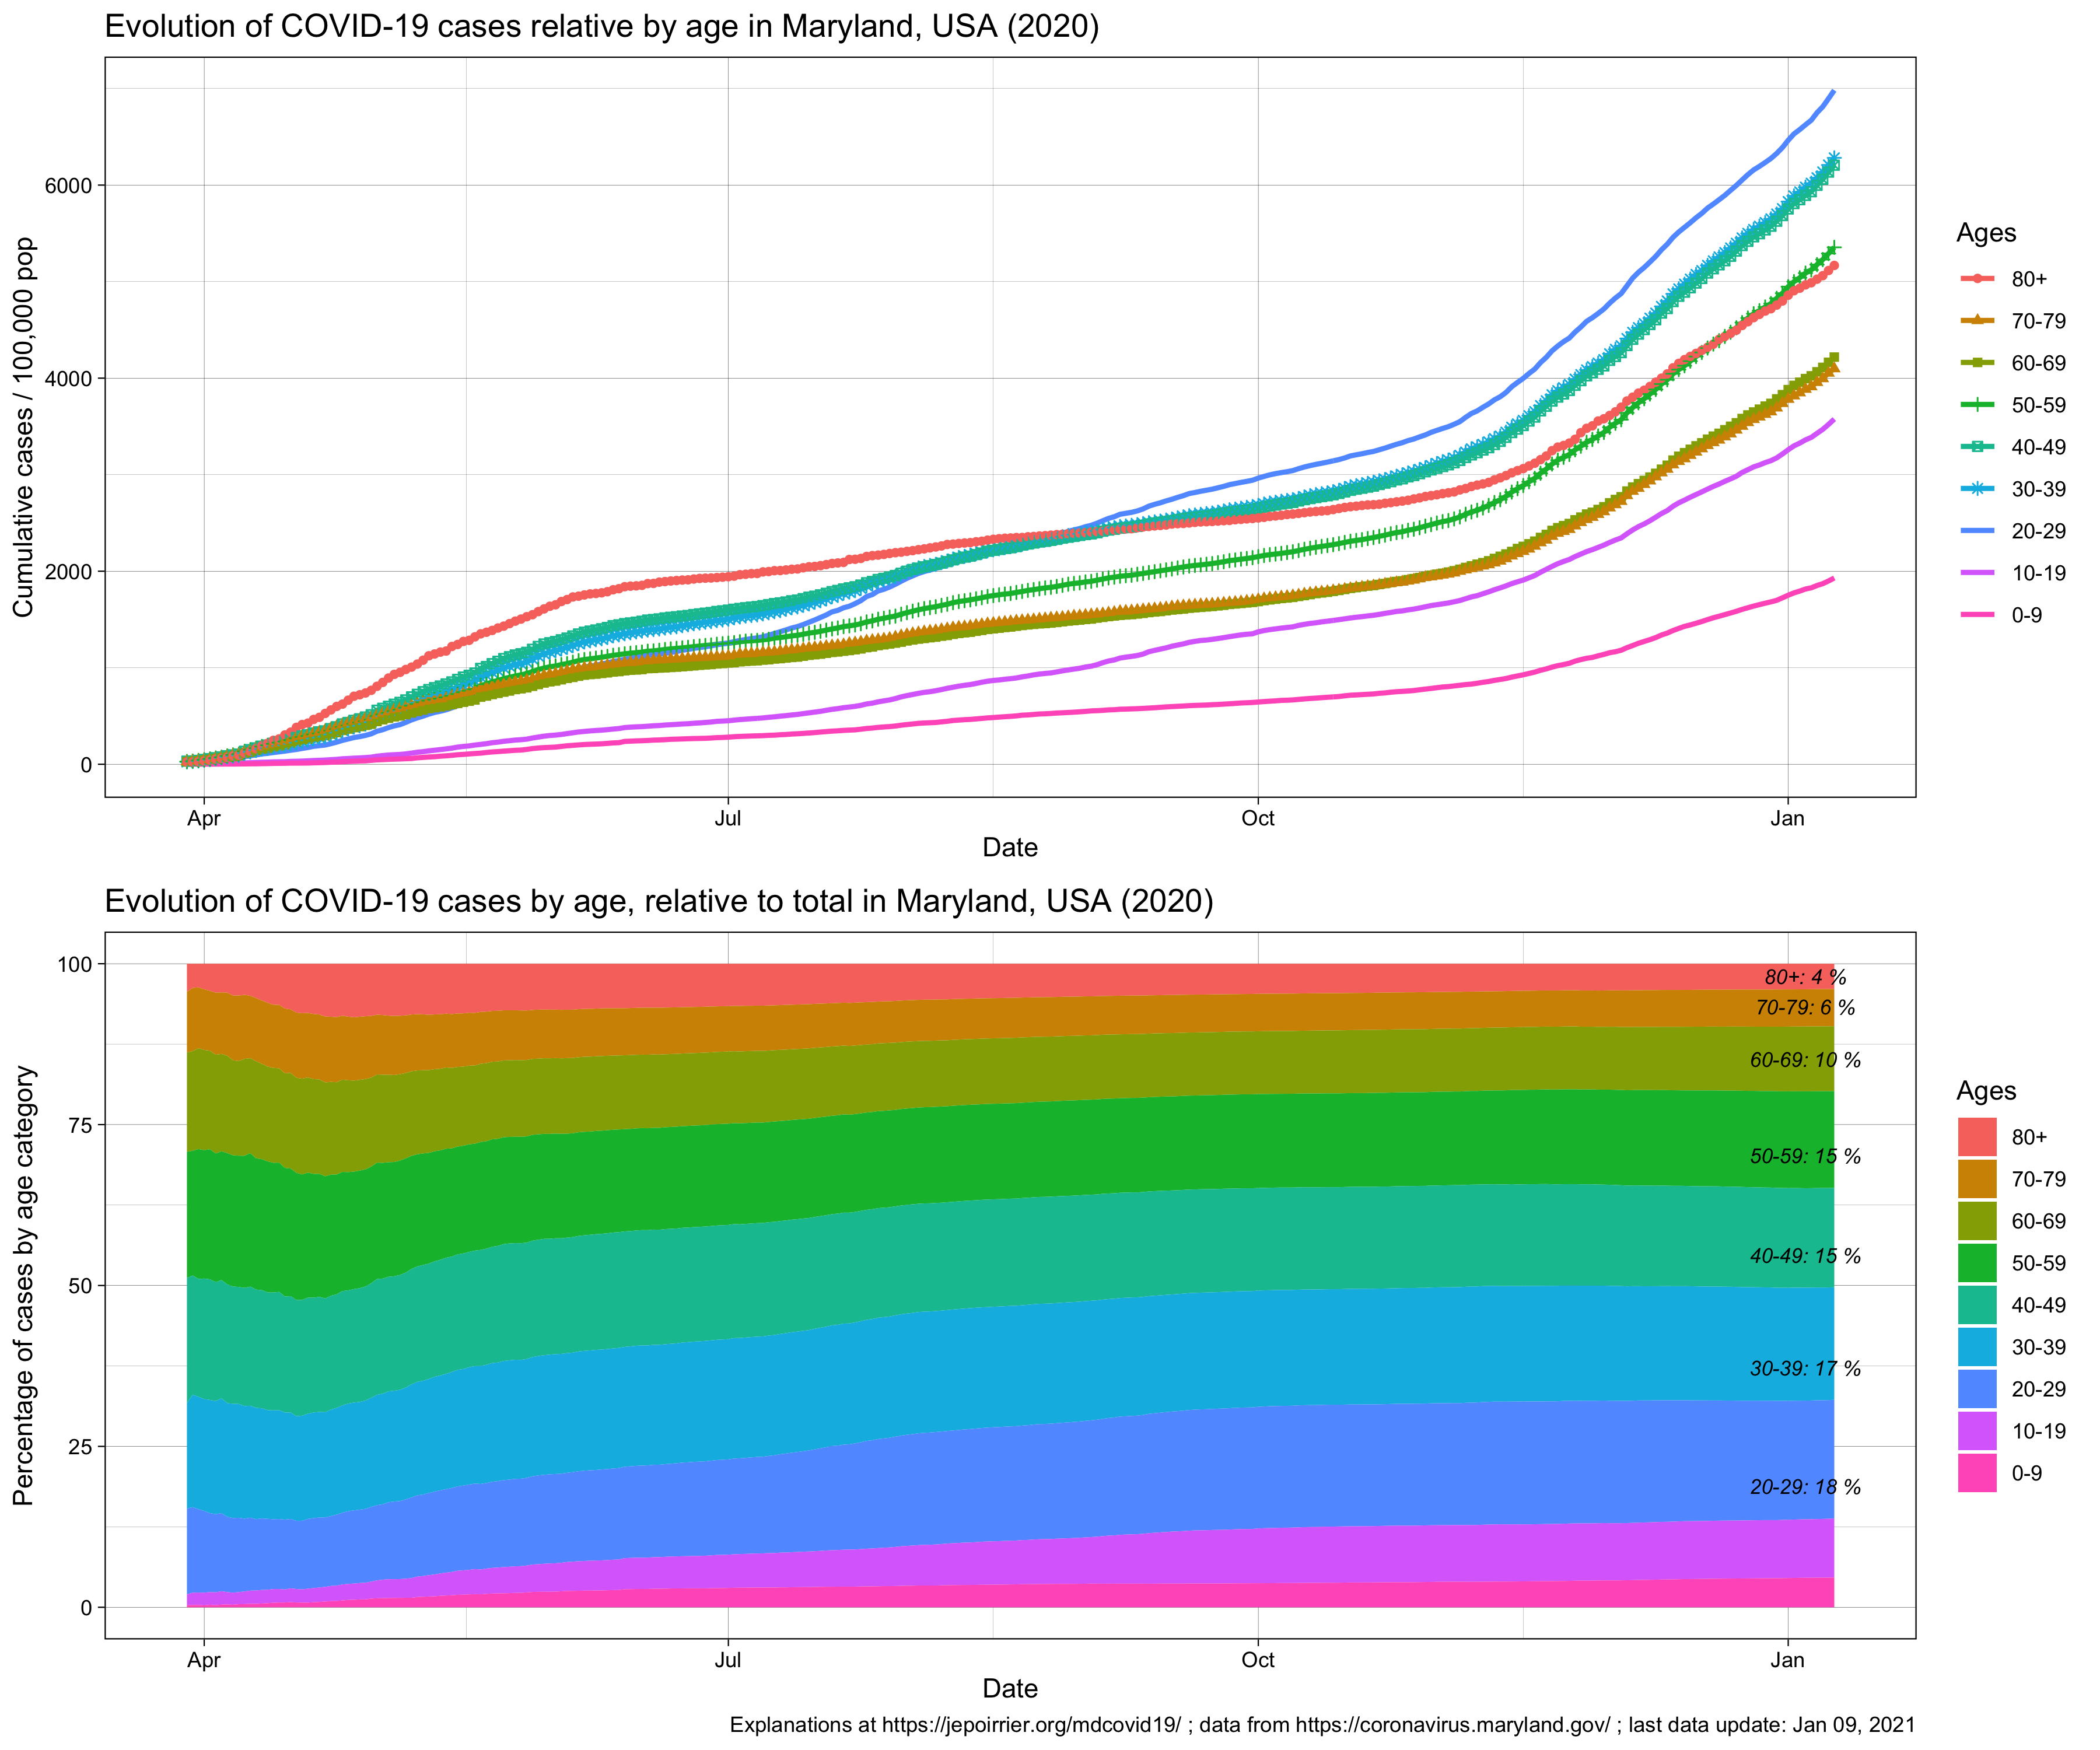 Evolution of COVID-19 cases relative by age in Maryland, USA (2020)
Cumulative cases / 100,000 pop
6000
4000
2000
0
Apr
Jul
Oct
Jan
Date
Ages
80+
70-79
60-69
50-59
40-49
30-39
20-29
10-19
0-9
Evolution of COVID-19 cases by age, relative to total in Maryland, USA (2020)
Percentage of cases by age category
100
75
50
25
0
80+: 4 %
70-79: 6 %
60-69: 10 %
50-59: 15 %
40-49: 15 %
30-39: 17 %
20-29: 18 %
Apr
Jul
Oct
Jan
Date
Ages
80+
70-79
60-69
50-59
40-49
30-39
20-29
10-19
0-9
Explanations at https://jepoirrier.org/mdcovid19/ ; data from https://coronavirus.maryland.gov/ ; last data update: Jan 09, 2021